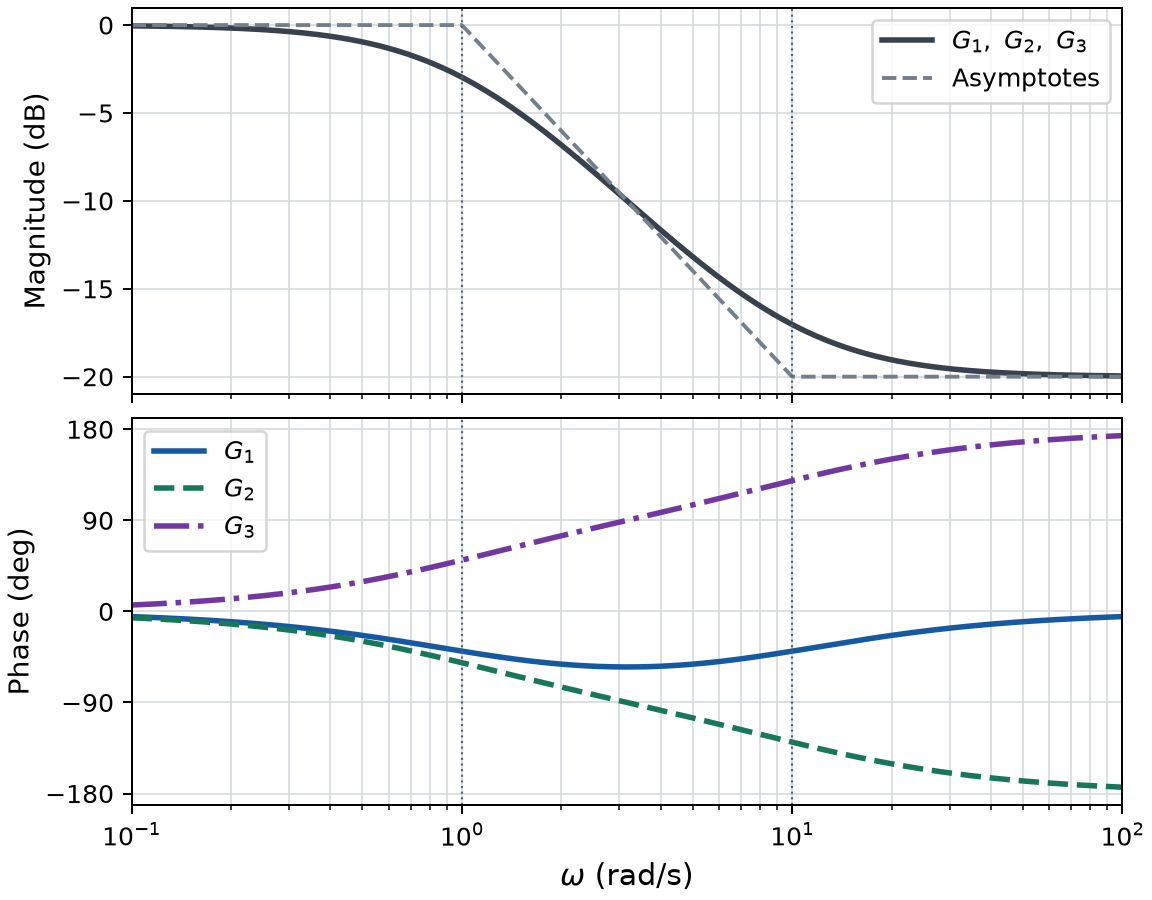 0
−5
−10
−15
−20
Magnitude (dB)
G₁, G₂, G₃
Asymptotes
180
90
0
−90
−180
Phase (deg)
G₁
G₂
G₃
10⁻¹
10⁰
10¹
10²
ω (rad/s)